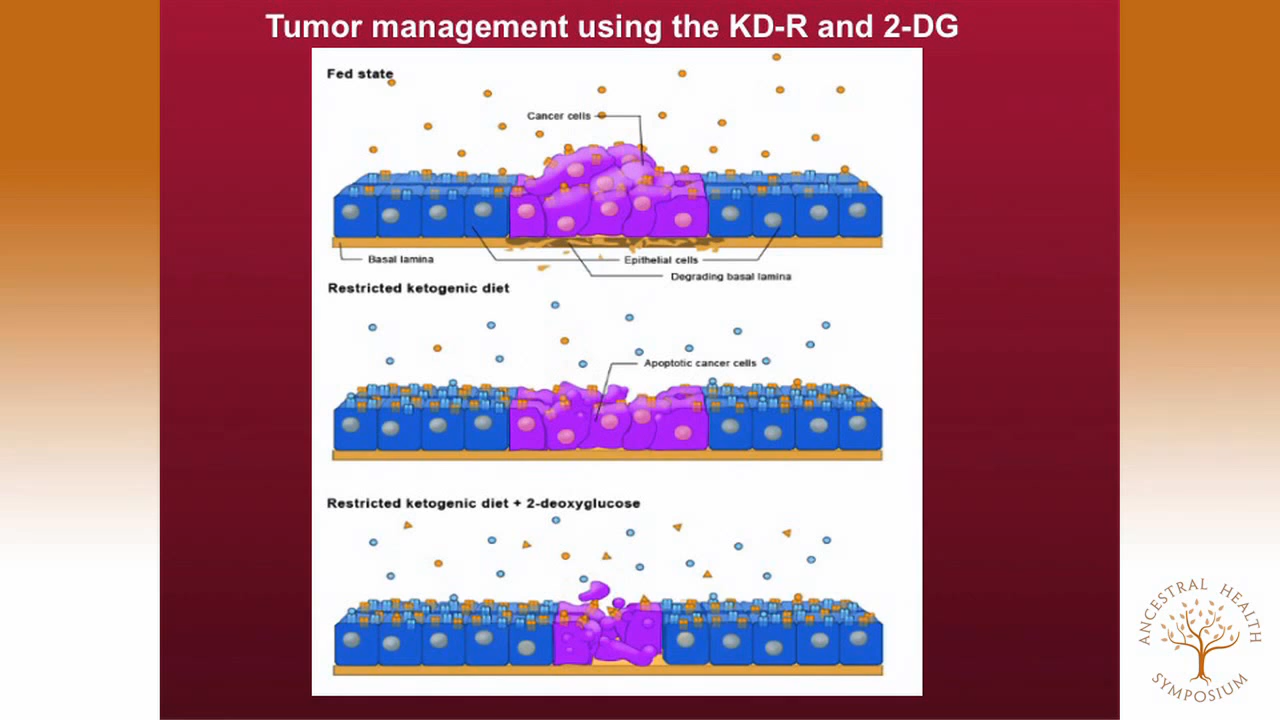 Tumor management using the KD-R and 2-DG
Fed state
Cancer cells
Basal lamina
Epithelial cells
Degrading basal lamina
Restricted ketogenic diet
Apoptotic cancer cells
Restricted ketogenic diet + 2-deoxyglucose
ANCESTRAL HEALTH
SYMPOSIUM